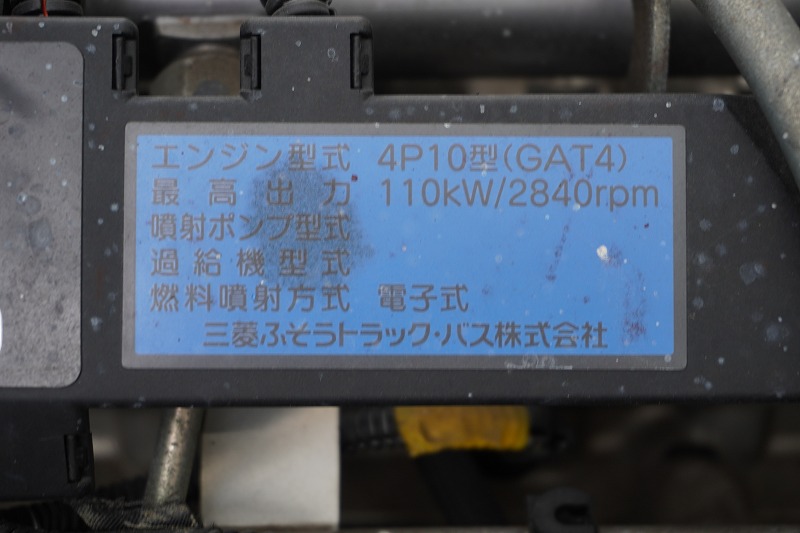 エンジン型式 4P10型(GAT4)
最高出力 110kW/2840rpm
噴射ポンプ型式
過給機型式
燃料噴射方式 電子式
三菱ふそうトラック・バス株式会社